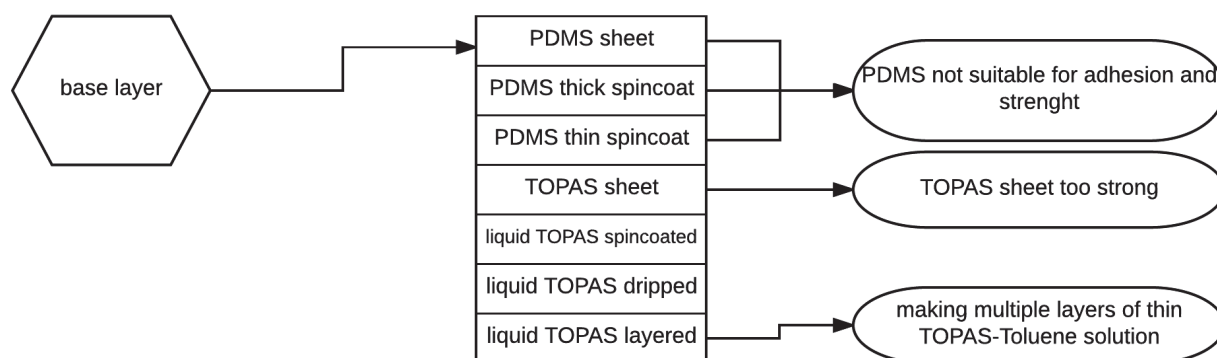 base layer
PDMS sheet
PDMS thick spincoat
PDMS thin spincoat
TOPAS sheet
liquid TOPAS spincoated
liquid TOPAS dripped
liquid TOPAS layered
PDMS not suitable for adhesion and
strenght
TOPAS sheet too strong
making multiple layers of thin
TOPAS-Toluene solution